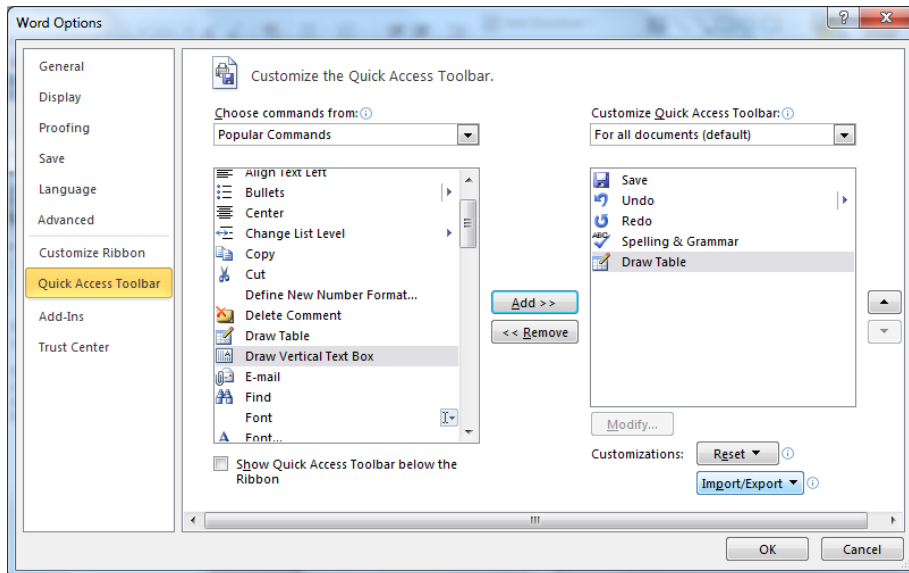 Word Options
General
Display
Proofing
Save
Language
Advanced
Customize Ribbon
Quick Access Toolbar
Add-Ins
Trust Center
Customize the Quick Access Toolbar.
Choose commands from:
Popular Commands
Align Text Left
Bullets
Center
Change List Level
Copy
Cut
Define New Number Format...
Delete Comment
Draw Table
Draw Vertical Text Box
E-mail
Find
Font
Font...
Show Quick Access Toolbar below the
Ribbon
Add >>
<< Remove
Customize Quick Access Toolbar:
For all documents (default)
Save
Undo
Redo
Spelling & Grammar
Draw Table
Modify...
Customizations: Reset
Import/Export
OK Cancel